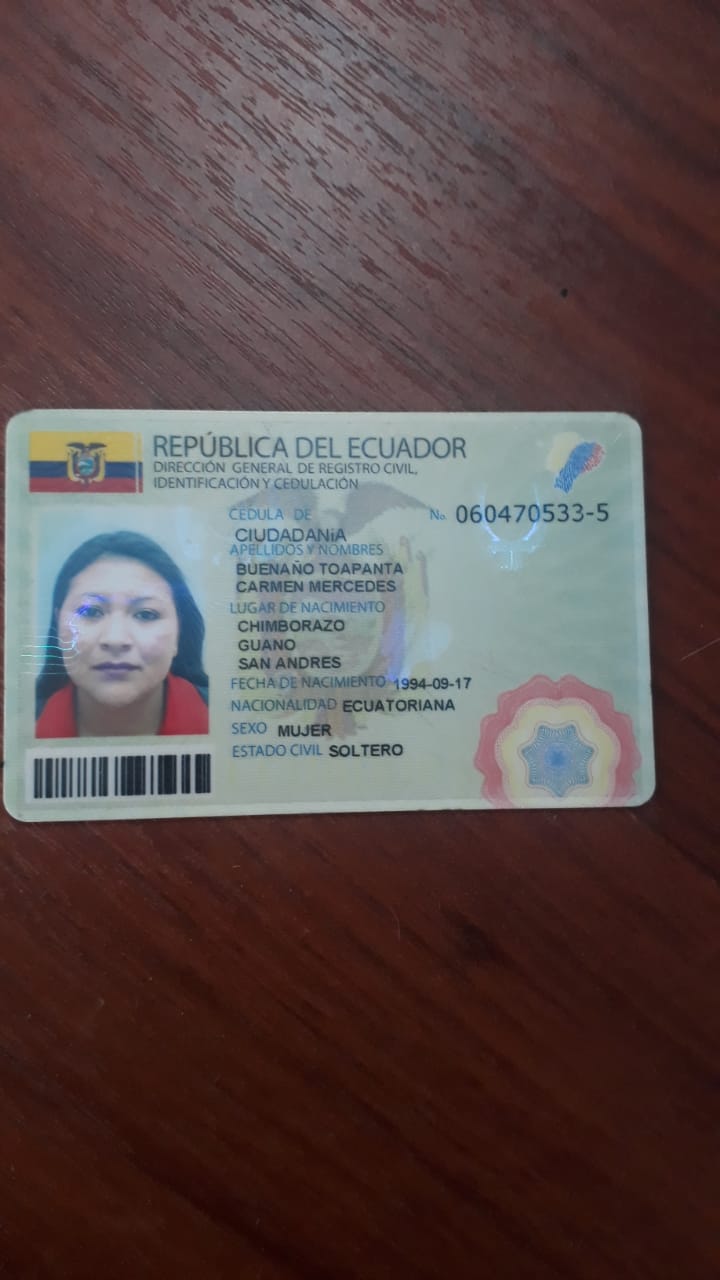 REPÚBLICA DEL ECUADOR
DIRECCIÓN GENERAL DE REGISTRO CIVIL,
IDENTIFICACIÓN Y CEDULACIÓN
CÉDULA DE No. 060470533-5
CIUDADANíA
APELLIDOS Y NOMBRES
BUENAÑO TOAPANTA
CARMEN MERCEDES
LUGAR DE NACIMIENTO
CHIMBORAZO
GUANO
SAN ANDRES
FECHA DE NACIMIENTO 1994-09-17
NACIONALIDAD ECUATORIANA
SEXO MUJER
ESTADO CIVIL SOLTERO